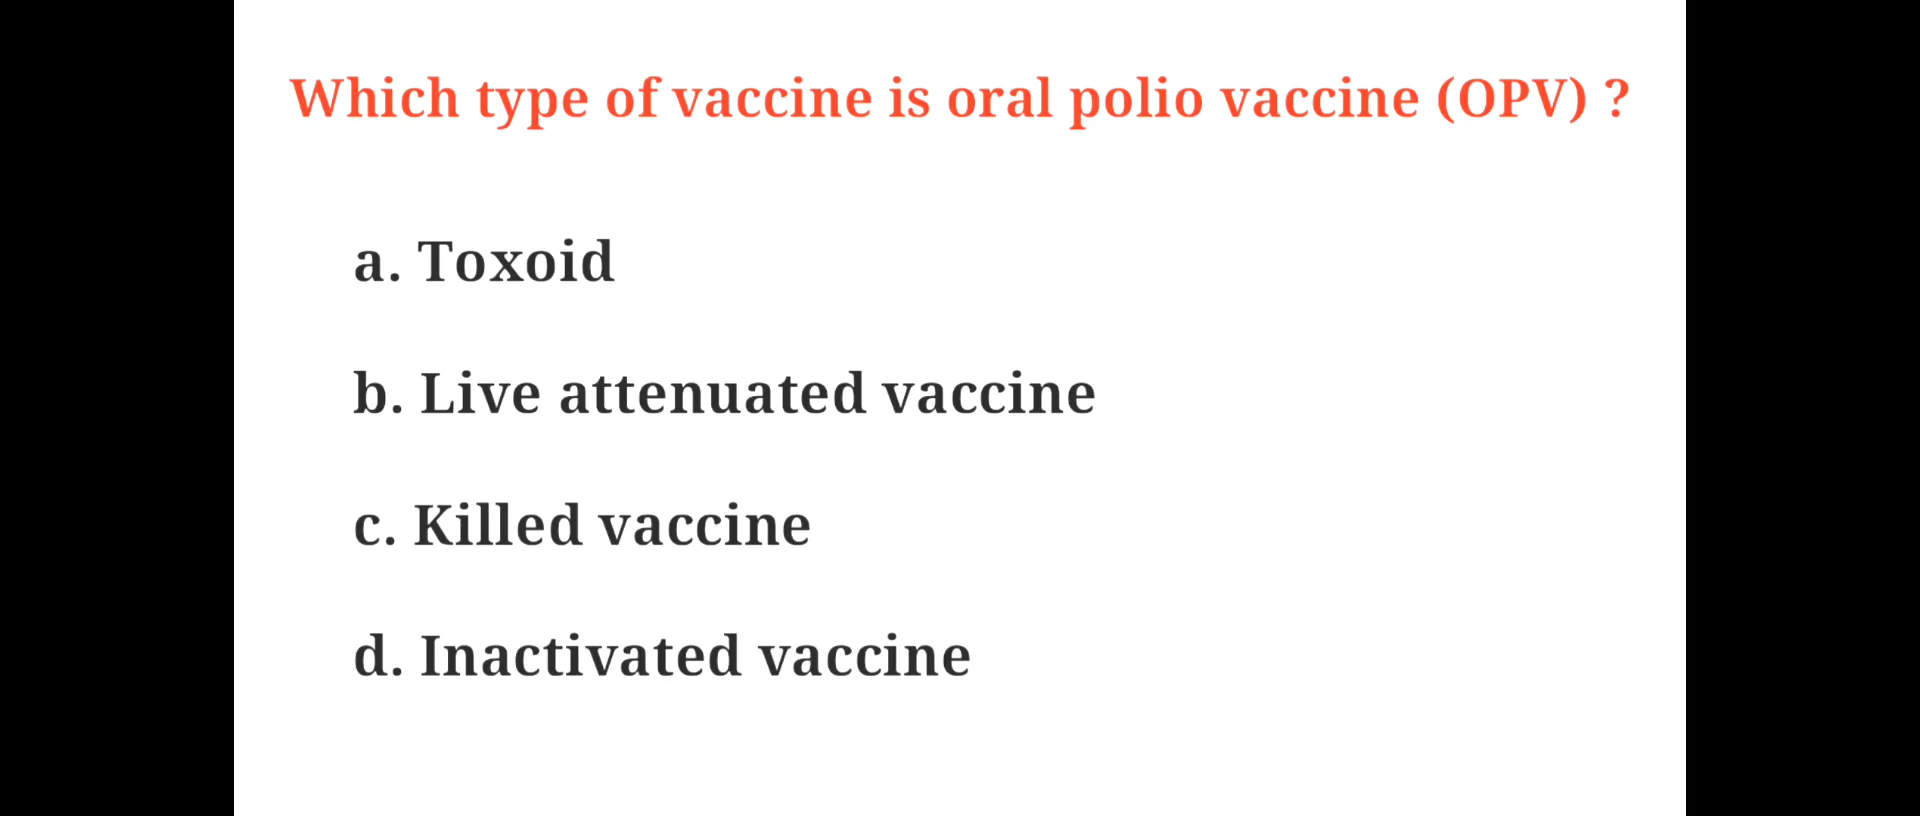 Which type of vaccine is oral polio vaccine (OPV) ?
a. Toxoid
b. Live attenuated vaccine
c. Killed vaccine
d. Inactivated vaccine